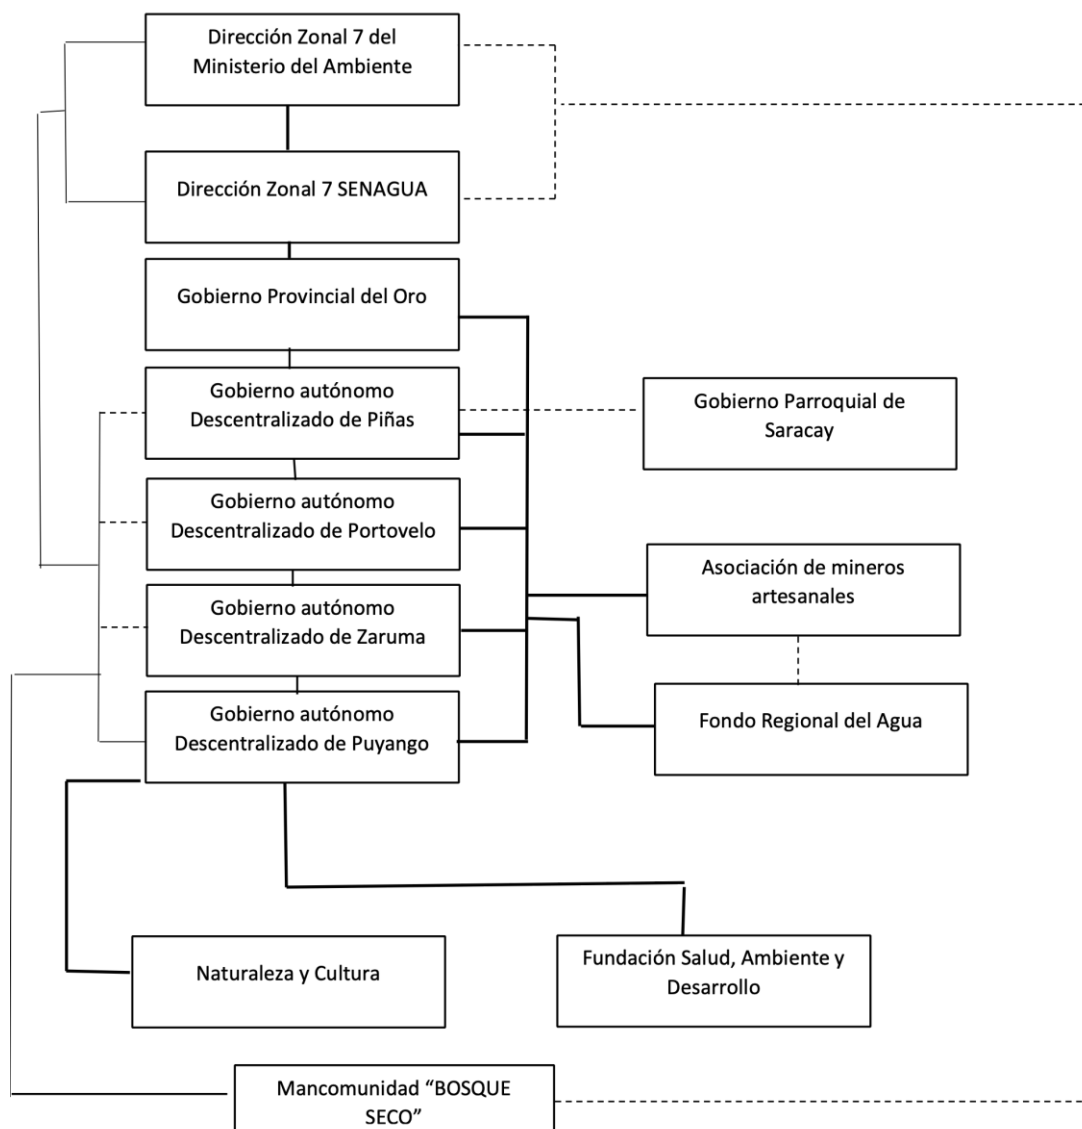 Dirección Zonal 7 del
Ministerio del Ambiente
Dirección Zonal 7 SENAGUA
Gobierno Provincial del Oro
Gobierno autónomo
Descentralizado de Piñas
Gobierno Parroquial de
Saracay
Gobierno autónomo
Descentralizado de Portovelo
Asociación de mineros
artesanales
Gobierno autónomo
Descentralizado de Zaruma
Gobierno autónomo
Descentralizado de Puyango
Fondo Regional del Agua
Naturaleza y Cultura
Fundación Salud, Ambiente y
Desarrollo
Mancomunidad “BOSQUE
SECO”